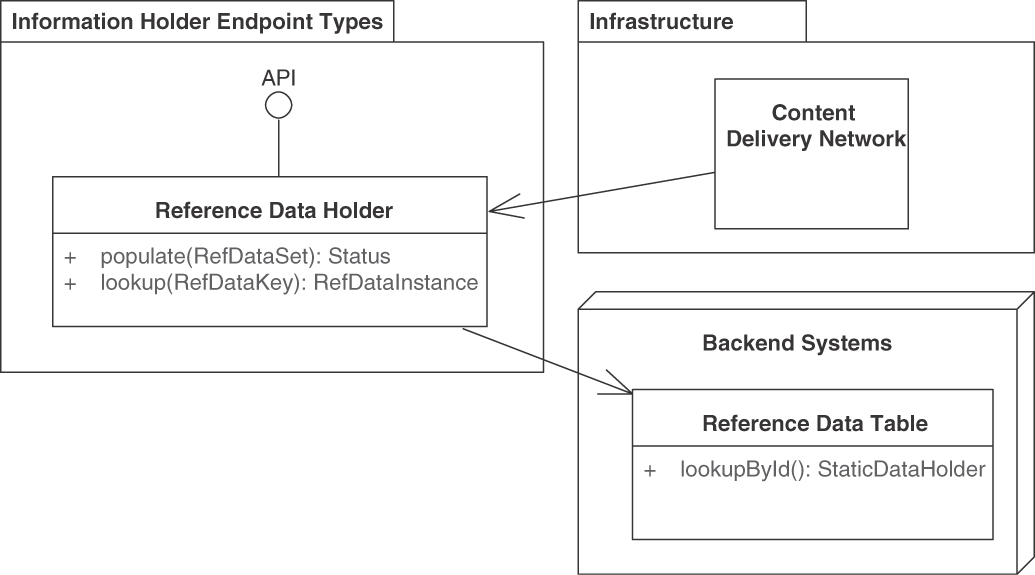 Information Holder Endpoint Types
API
Reference Data Holder
+ populate(RefDataSet): Status
+ lookup(RefDataKey): RefDataInstance
Infrastructure
Content
Delivery Network
Backend Systems
Reference Data Table
+ lookupById(): StaticDataHolder